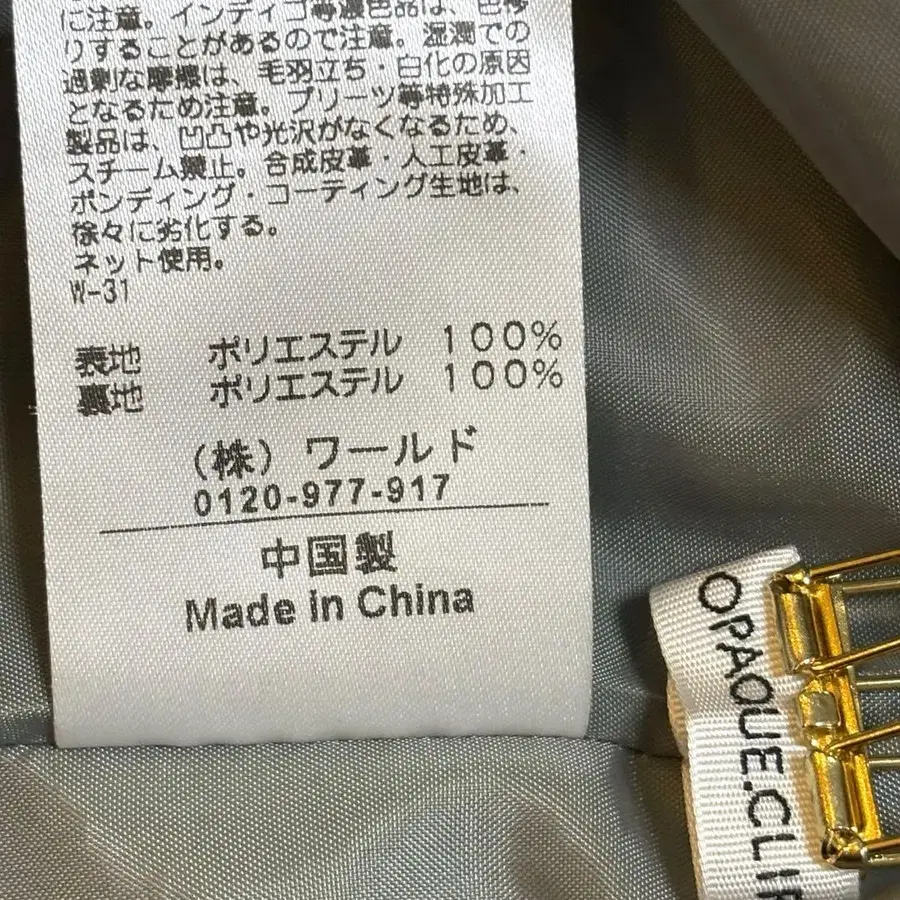 に注意。インディゴ等濃色品は、色移
りすることがあるので注意。湿潤での
過剰な摩擦は、毛羽立ち・白化の原因
となるため注意。プリーツ等特殊加工
製品は、凹凸や光沢がなくなるため、
スチーム禁止。合成皮革・人工皮革・
ボンディング・コーティング生地は、
徐々に劣化する。
ネット使用。
W-31
表地 ポリエステル 100%
裏地 ポリエステル 100%
(株) ワールド
0120-977-917
中国製
Made in China
OPAQUE.CLIP